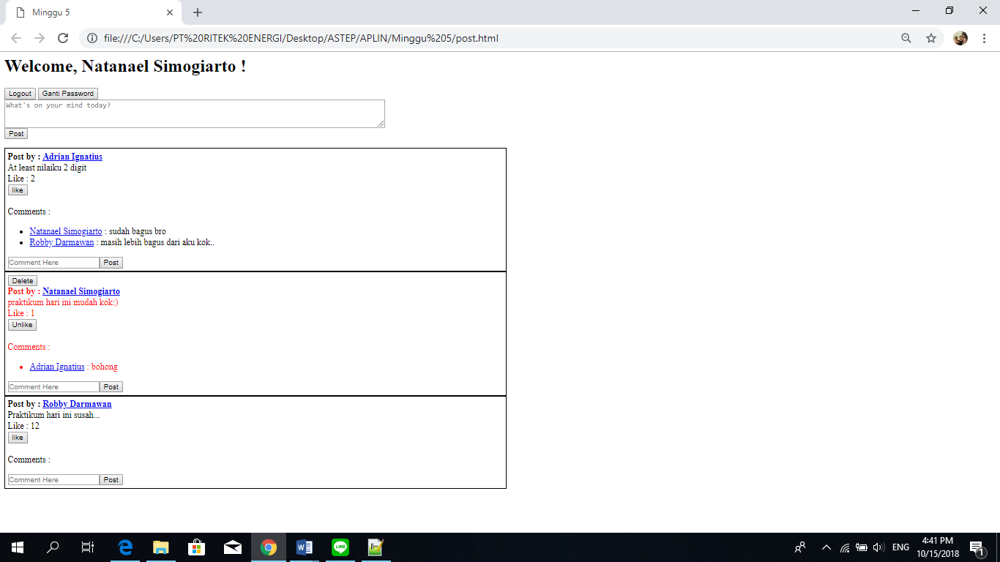 Minggu 5
file:///C:/Users/PT%20RITEK%20ENERGI/Desktop/ASTEP/APLIN/Minggu%205/post.html
Welcome, Natanael Simogiarto !
Logout Ganti Password
What's on your mind today?
Post
Post by : Adrian Ignatius
At least nilaiku 2 digit
Like : 2
like
Comments :
Natanael Simogiarto : sudah bagus bro
Robby Darmawan : masih lebih bagus dari aku kok..
Comment Here Post
Delete
Post by : Natanael Simogiarto
praktikum hari ini mudah kok:)
Like : 1
Unlike
Comments :
Adrian Ignatius : bohong
Comment Here Post
Post by : Robby Darmawan
Praktikum hari ini susah...
Like : 12
like
Comments :
Comment Here Post
LINE
N++
ENG
4:41 PM
10/15/2018
1